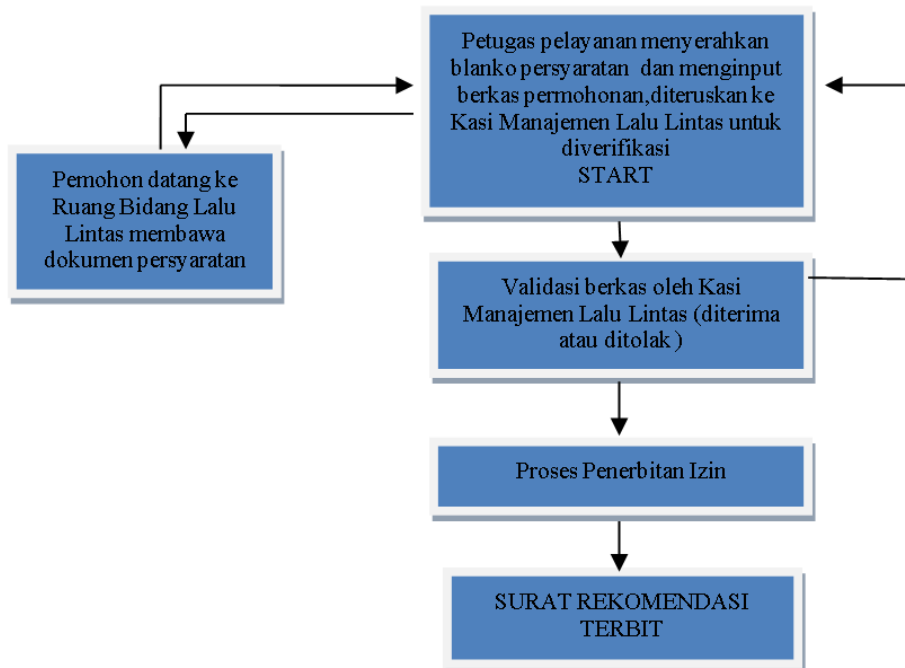 Petugas pelayanan menyerahkan
blanko persyaratan dan menginput
berkas permohonan,diteruskan ke
Kasi Manajemen Lalu Lintas untuk
diverifikasi
START
Pemohon datang ke
Ruang Bidang Lalu
Lintas membawa
dokumen persyaratan
Validasi berkas oleh Kasi
Manajemen Lalu Lintas (diterima
atau ditolak )
Proses Penerbitan Izin
SURAT REKOMENDASI
TERBIT